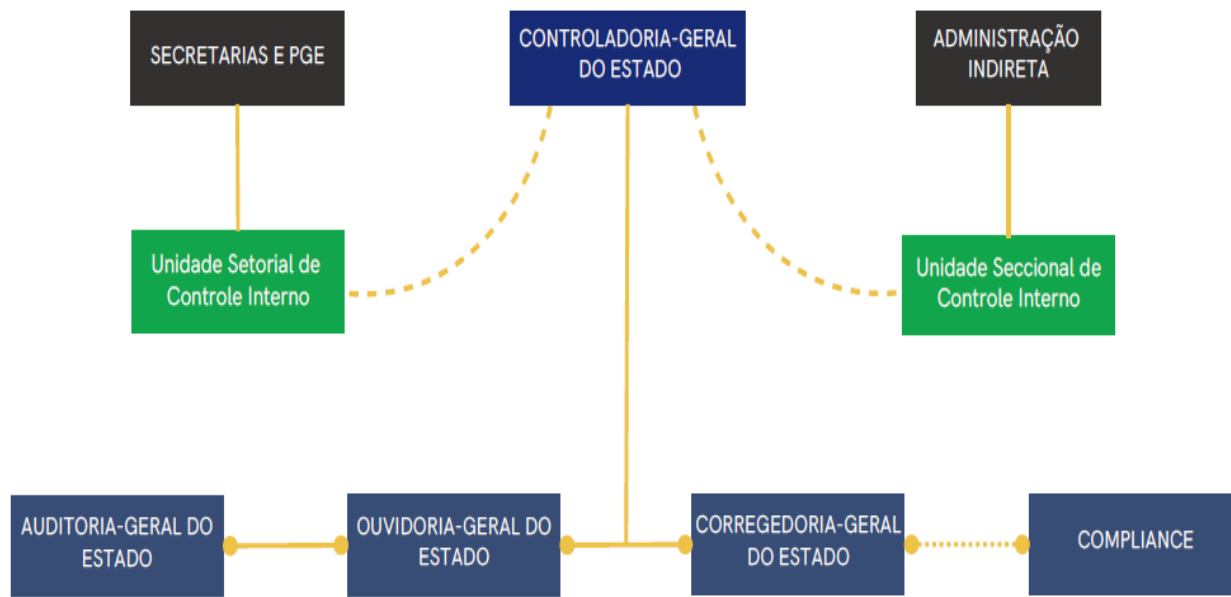 SECRETARIAS E PGE
CONTROLADORIA-GERAL
DO ESTADO
ADMINISTRAÇÃO
INDIRETA
Unidade Setorial de
Controle Interno
Unidade Seccional de
Controle Interno
AUDITORIA-GERAL DO
ESTADO
OUVIDORIA-GERAL DO
ESTADO
CORREGEDORIA-GERAL
DO ESTADO
COMPLIANCE